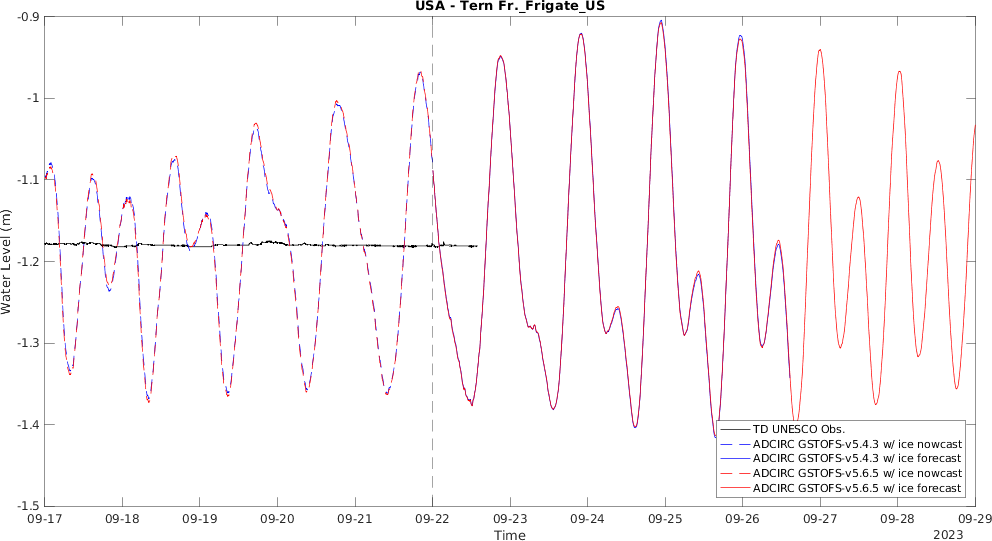 USA - Tern Fr._Frigate_US
-0.9
-1
-1.1
-1.2
-1.3
-1.4
-1.5
Water Level (m)
TD UNESCO Obs.
ADCIRC GSTOFS-v5.4.3 w/ ice nowcast
ADCIRC GSTOFS-v5.4.3 w/ ice forecast
ADCIRC GSTOFS-v5.6.5 w/ ice nowcast
ADCIRC GSTOFS-v5.6.5 w/ ice forecast
09-17 09-18 09-19 09-20 09-21 09-22 09-23 09-24 09-25 09-26 09-27 09-28 09-29
Time
2023